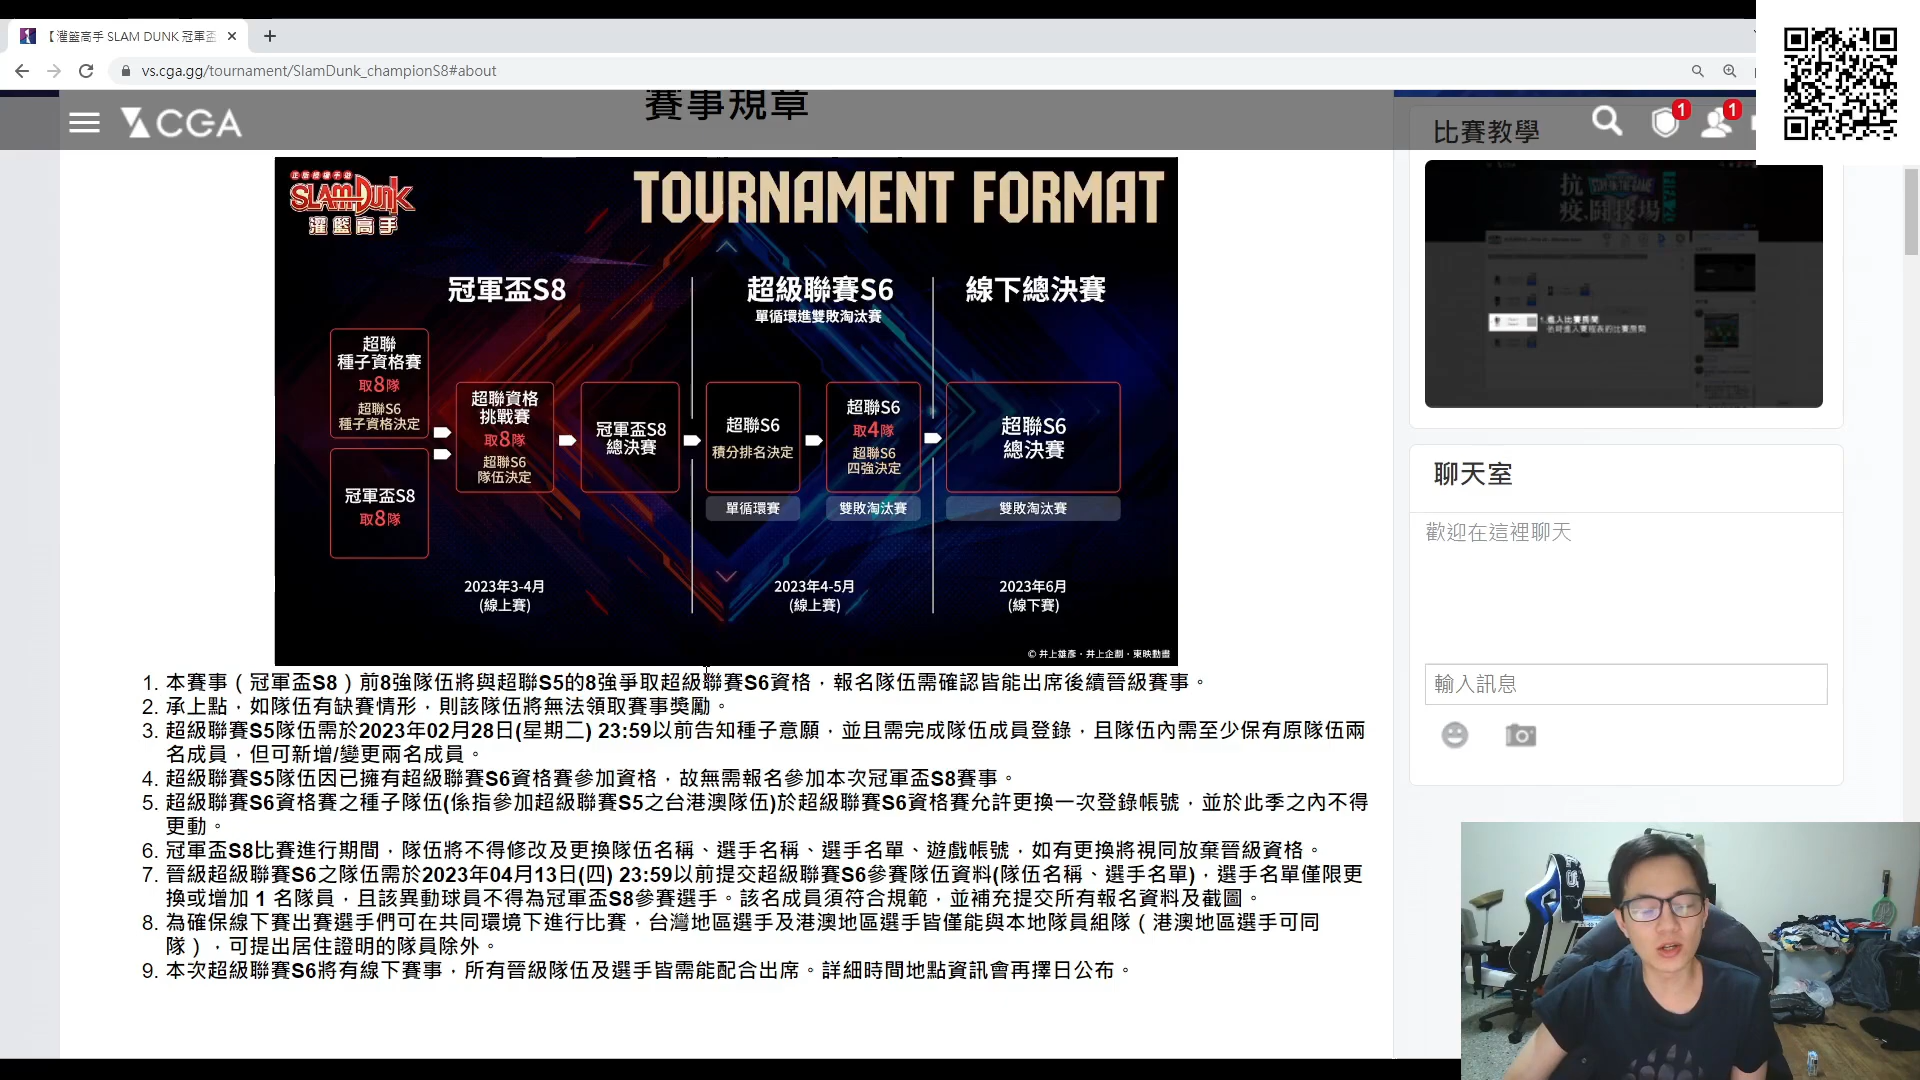 【灌籃高手 SLAM DUNK 冠軍盃
vs.cga.gg/tournament/SlamDunk_championS8#about
CGA
賽事規章
1
1
正版授權手遊
SLAM DUNK
灌籃高手
TOURNAMENT FORMAT
冠軍盃S8
超級聯賽S6
單循環進雙敗淘汰賽
線下總決賽
超聯
種子資格賽
取8隊
超聯S6
種子資格決定
冠軍盃S8
取8隊
超聯資格
挑戰賽
取8隊
超聯S6
隊伍決定
冠軍盃S8
總決賽
超聯S6
積分排名決定
單循環賽
超聯S6
取4隊
超聯S6
四強決定
雙敗淘汰賽
超聯S6
總決賽
雙敗淘汰賽
2023年3-4月
(線上賽)
2023年4-5月
(線上賽)
2023年6月
(線下賽)
© 井上雄彥・井上企劃・東映動畫
1. 本賽事（冠軍盃S8）前8強隊伍將與超聯S5的8強爭取超級聯賽S6資格，報名隊伍需確認皆能出席後續晉級賽事。
2. 承上點，如隊伍有缺賽情形，則該隊伍將無法領取賽事獎勵。
3. 超級聯賽S5隊伍需於2023年02月28日(星期二) 23:59以前告知種子意願，並且需完成隊伍成員登錄，且隊伍內需至少保有原隊伍兩
名成員，但可新增/變更兩名成員。
4. 超級聯賽S5隊伍因已擁有超級聯賽S6資格賽參加資格，故無需報名參加本次冠軍盃S8賽事。
5. 超級聯賽S6資格賽之種子隊伍(係指參加超級聯賽S5之台港澳隊伍)於超級聯賽S6資格賽允許更換一次登錄帳號，並於此季之內不得
更動。
6. 冠軍盃S8比賽進行期間，隊伍將不得修改及更換隊伍名稱、選手名稱、選手名單、遊戲帳號，如有更換將視同放棄晉級資格。
7. 晉級超級聯賽S6之隊伍需於2023年04月13日(四) 23:59以前提交超級聯賽S6參賽隊伍資料(隊伍名稱、選手名單)，選手名單僅限更
換或增加 1 名隊員，且該異動球員不得為冠軍盃S8參賽選手。該名成員須符合規範，並補充提交所有報名資料及截圖。
8. 為確保線下賽出賽選手們可在共同環境下進行比賽，台灣地區選手及港澳地區選手皆僅能與本地隊員組隊（港澳地區選手可同
隊），可提出居住證明的隊員除外。
9. 本次超級聯賽S6將有線下賽事，所有晉級隊伍及選手皆需能配合出席。詳細時間地點資訊會再擇日公布。
比賽教學
抗
疫
鬪技場
1.進入比賽房間
聊天室
歡迎在這裡聊天
輸入訊息